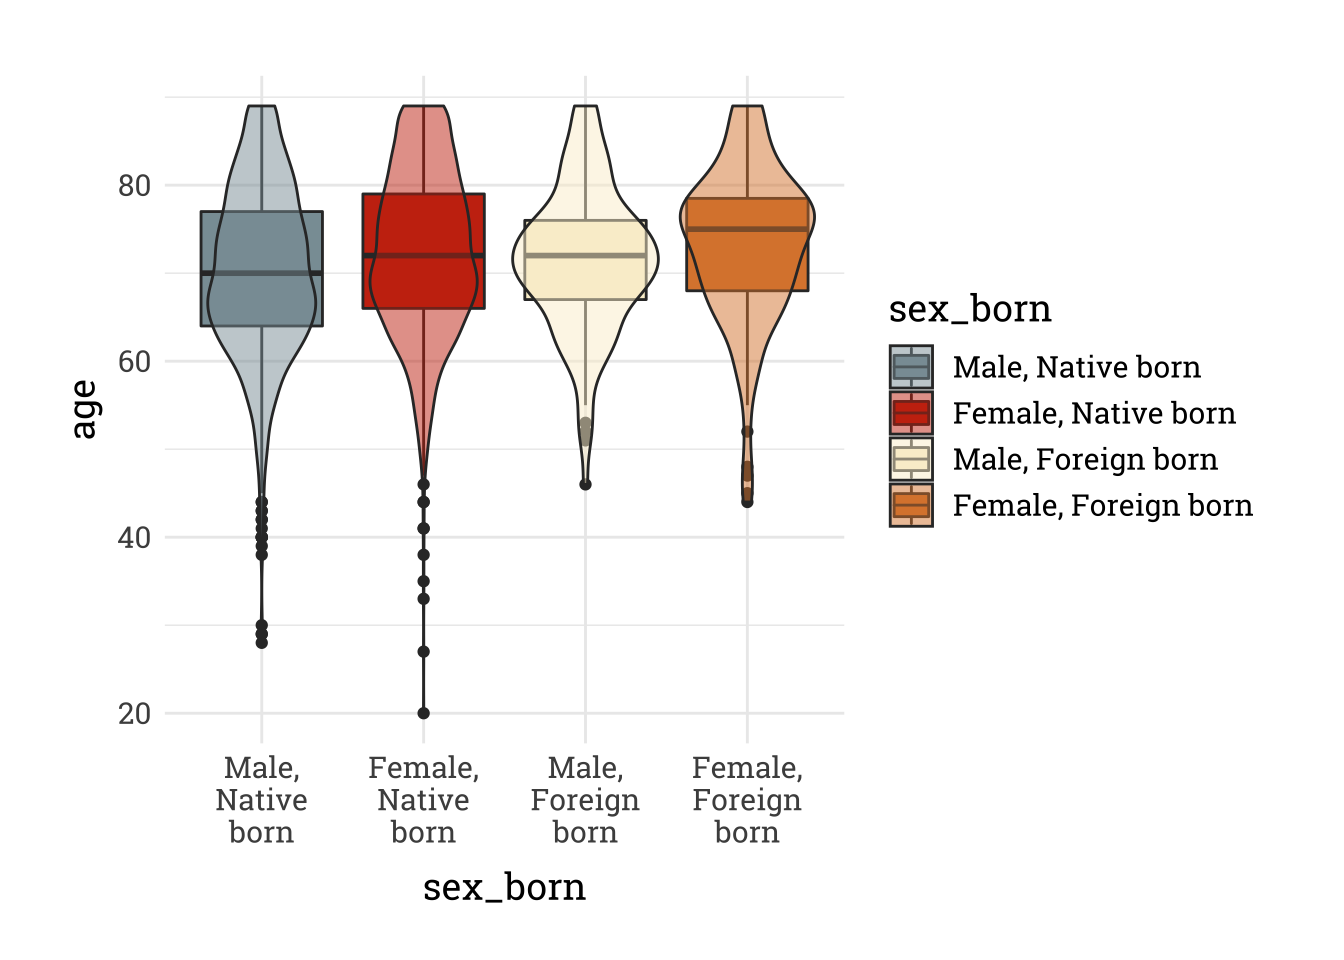 age
80
60
40
20
Male,
Native
born
Female,
Native
born
Male,
Foreign
born
Female,
Foreign
born
sex_born
sex_born
Male, Native born
Female, Native born
Male, Foreign born
Female, Foreign born